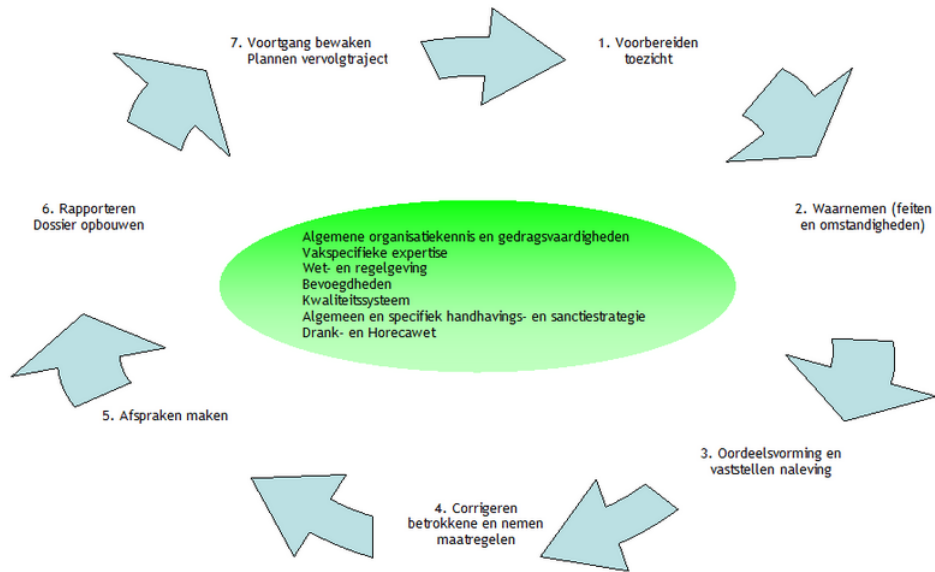 7. Voortgang bewaken
Plannen vervolgtraject
1. Voorbereiden
toezicht
2. Waarnemen (feiten
en omstandigheden)
3. Oordeelsvorming en
vaststellen naleving
4. Corrigeren
betrokkene en nemen
maatregelen
5. Afspraken maken
6. Rapporteren
Dossier opbouwen
Algemene organisatiekennis en gedragsvaardigheden
Vakspecifieke expertise
Wet- en regelgeving
Bevoegdheden
Kwaliteitssysteem
Algemeen en specifiek handhavings- en sanctiestrategie
Drank- en Horecawet